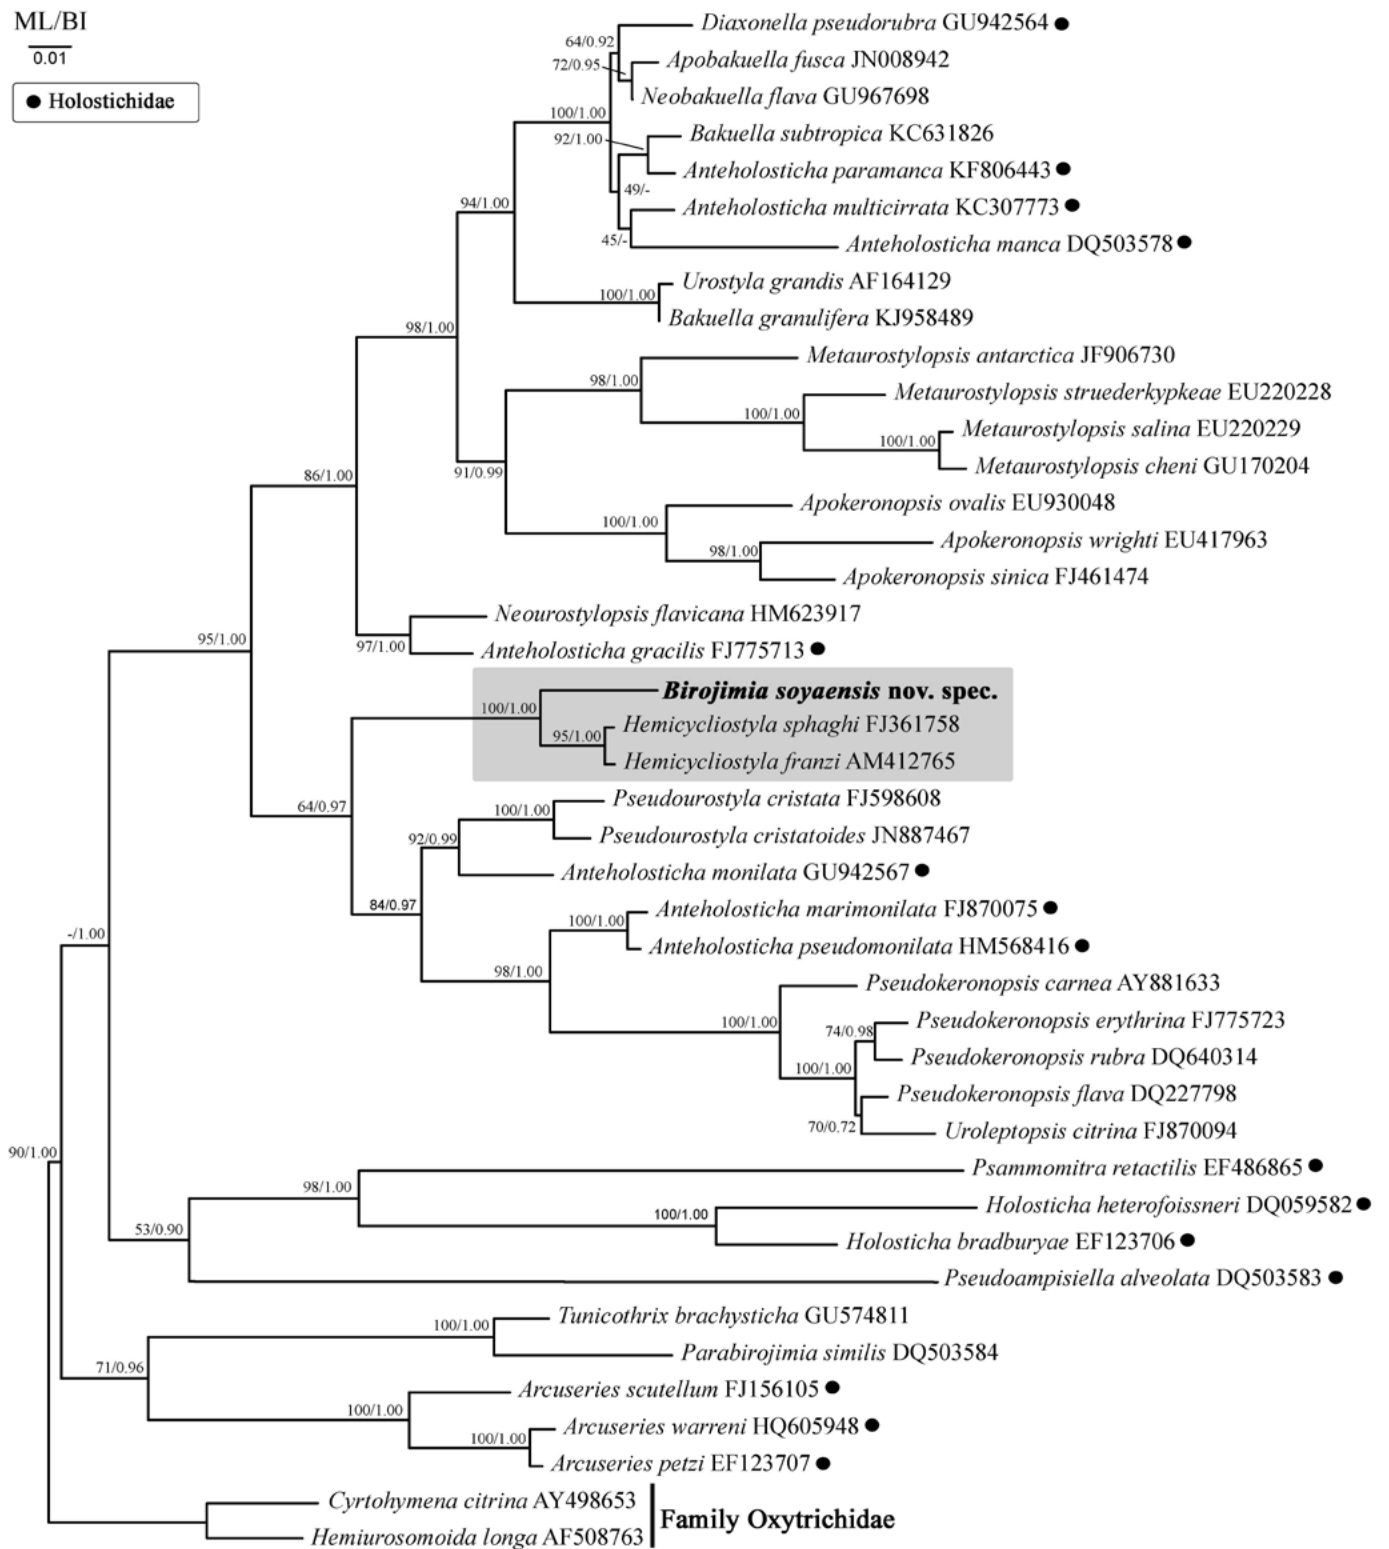 ML/BI
0.01
● Holostichidae
Diaxonella pseudorubra GU942564 ●
64/0.92
Apobakuella fusca JN008942
72/0.95
Neobakuella flava GU967698
100/1.00
Bakuella subtropica KC631826
92/1.00
Anteholosticha paramanca KF806443 ●
49/-
94/1.00
Anteholosticha multicirrata KC307773 ●
45/-
Anteholosticha manca DQ503578 ●
Urostyla grandis AF164129
100/1.00
Bakuella granulifera KJ958489
98/1.00
Metaurostylopsis antarctica JF906730
98/1.00
Metaurostylopsis struederkypkeae EU220228
100/1.00
Metaurostylopsis salina EU220229
100/1.00
Metaurostylopsis cheni GU170204
91/0.99
86/1.00
Apokeronopsis ovalis EU930048
100/1.00
Apokeronopsis wrighti EU417963
98/1.00
Apokeronopsis sinica FJ461474
Neourostylopsis flavicana HM623917
95/1.00
97/1.00
Anteholosticha gracilis FJ775713 ●
Birojimia soyaensis nov. spec.
100/1.00
Hemicycliostyla sphaghi FJ361758
95/1.00
Hemicycliostyla franzi AM412765
64/0.97
Pseudourostyla cristata FJ598608
100/1.00
Pseudourostyla cristatoides JN887467
92/0.99
Anteholosticha monilata GU942567 ●
84/0.97
Anteholosticha marimonilata FJ870075 ●
100/1.00
-/1.00
Anteholosticha pseudomonilata HM568416 ●
98/1.00
Pseudokeronopsis carnea AY881633
100/1.00
Pseudokeronopsis erythrina FJ775723
74/0.98
Pseudokeronopsis rubra DQ640314
100/1.00
Pseudokeronopsis flava DQ227798
70/0.72
Uroleptopsis citrina FJ870094
90/1.00
Psammomitra retactilis EF486865 ●
98/1.00
Holosticha heterofoissneri DQ059582 ●
100/1.00
53/0.90
Holosticha bradburyae EF123706 ●
Pseudoampisiella alveolata DQ503583 ●
Tunicothrix brachysticha GU574811
100/1.00
Parabirojimia similis DQ503584
71/0.96
Arcuseries scutellum FJ156105 ●
100/1.00
Arcuseries warreni HQ605948 ●
100/1.00
Arcuseries petzi EF123707 ●
Cyrtohymena citrina AY498653
Family Oxytrichidae
Hemiurosomoida longa AF508763